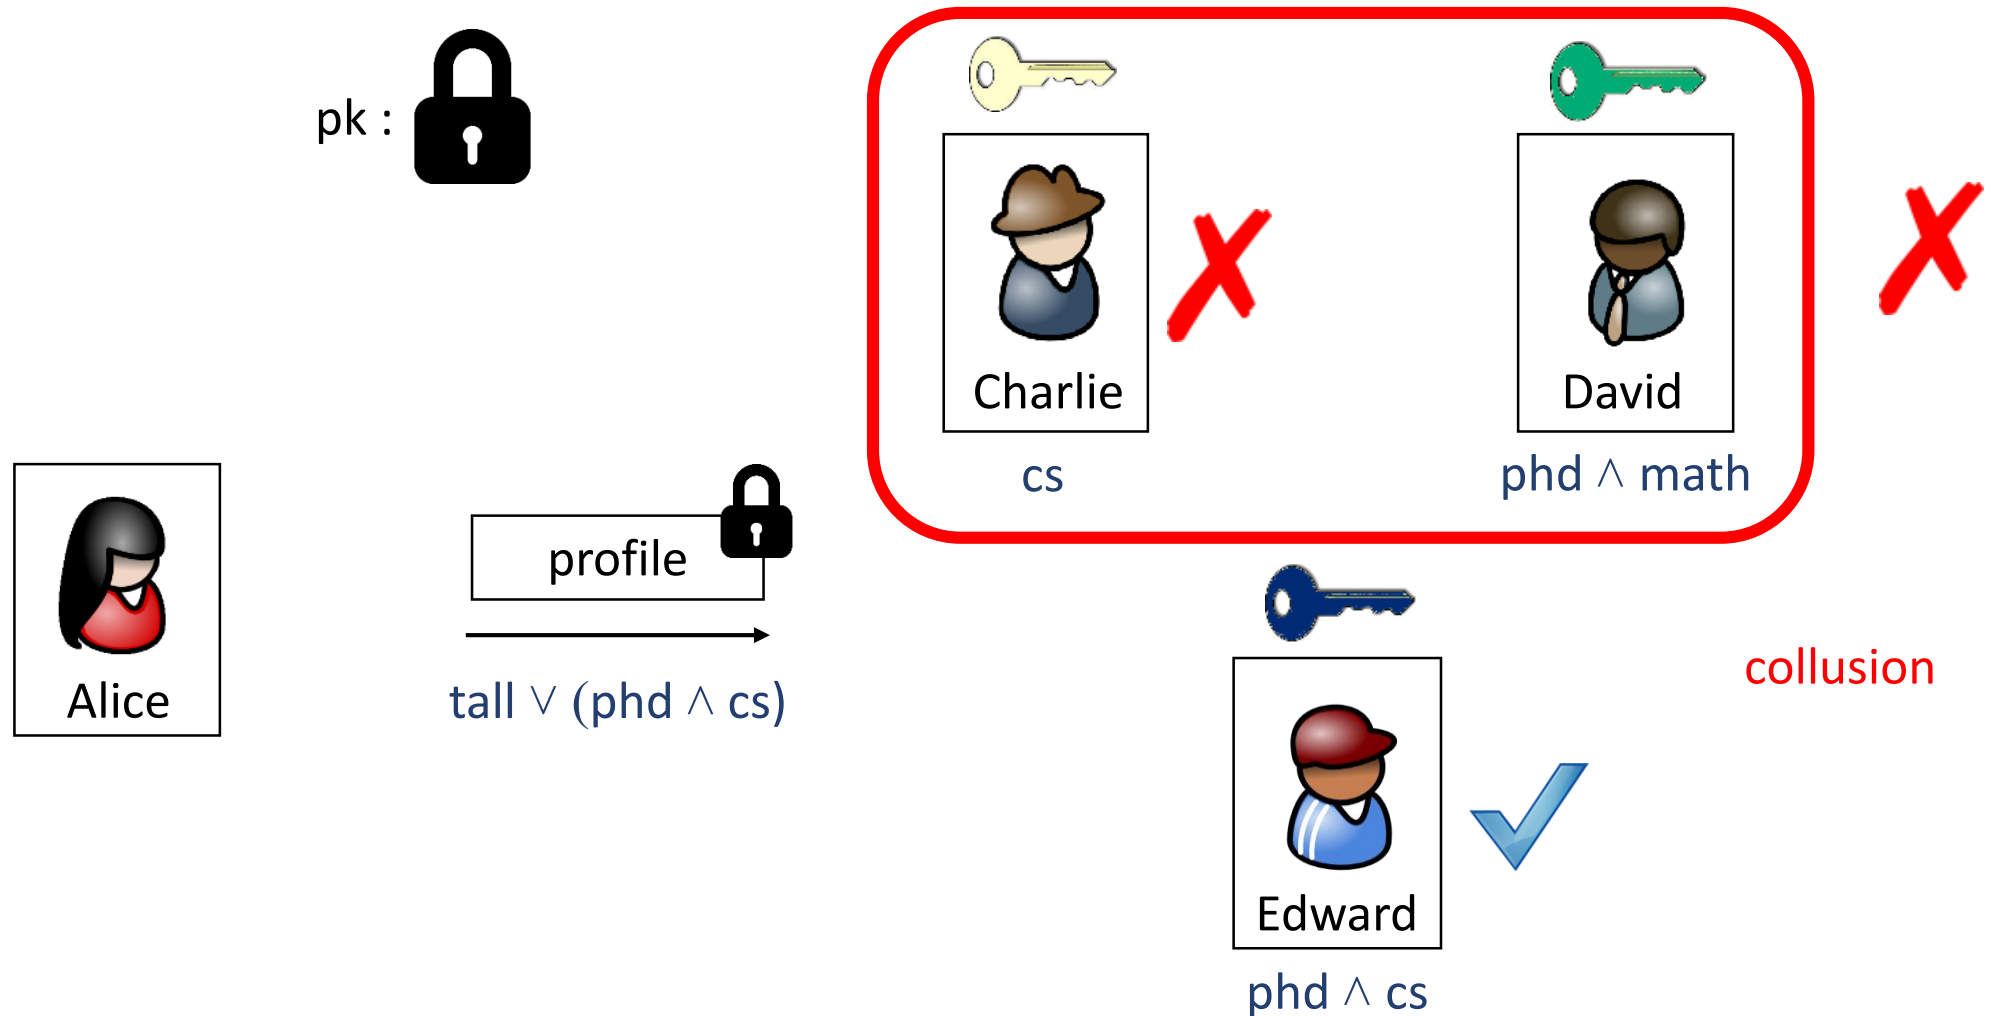 pk :
Charlie
David
cs
phd ∧ math
profile
Alice
tall ∨ (phd ∧ cs)
collusion
Edward
phd ∧ cs